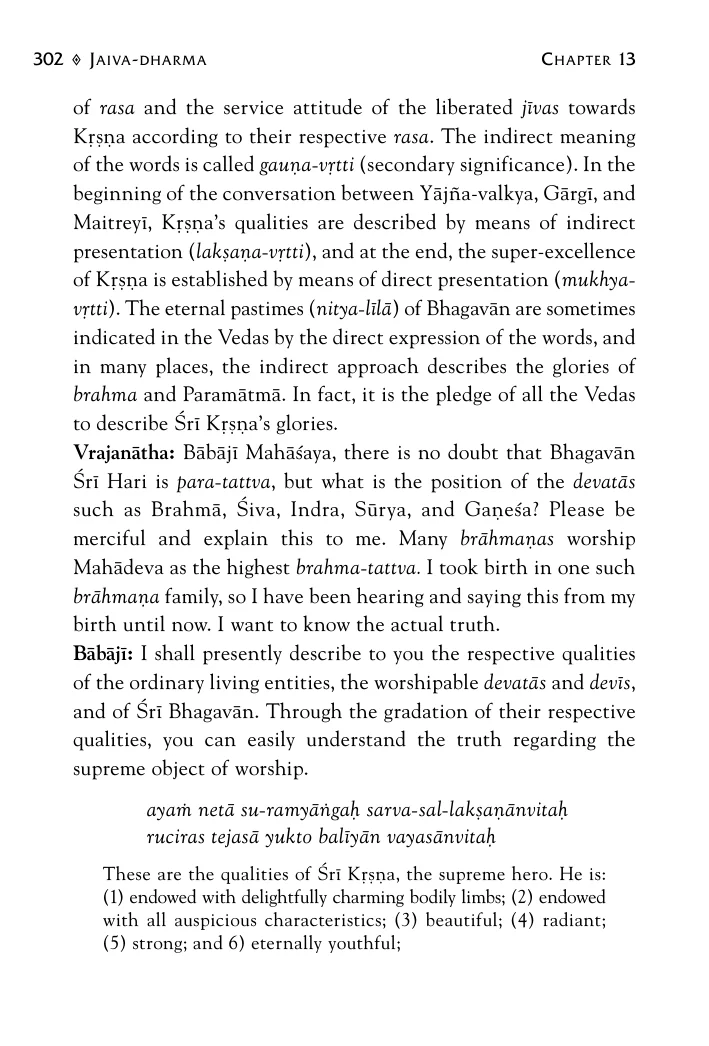 302 ◈ JAIVA-DHARMA CHAPTER 13
of rasa and the service attitude of the liberated jīvas towards
Kṛṣṇa according to their respective rasa. The indirect meaning
of the words is called gauṇa-vṛtti (secondary significance). In the
beginning of the conversation between Yājña-valkya, Gārgī, and
Maitreyī, Kṛṣṇa's qualities are described by means of indirect
presentation (lakṣaṇa-vṛtti), and at the end, the super-excellence
of Kṛṣṇa is established by means of direct presentation (mukhya-
vṛtti). The eternal pastimes (nitya-līlā) of Bhagavān are sometimes
indicated in the Vedas by the direct expression of the words, and
in many places, the indirect approach describes the glories of
brahma and Paramātmā. In fact, it is the pledge of all the Vedas
to describe Śrī Kṛṣṇa's glories.
Vrajanātha: Bābājī Mahāśaya, there is no doubt that Bhagavān
Śrī Hari is para-tattva, but what is the position of the devatās
such as Brahmā, Śiva, Indra, Sūrya, and Gaṇeśa? Please be
merciful and explain this to me. Many brāhmaṇas worship
Mahādeva as the highest brahma-tattva. I took birth in one such
brāhmaṇa family, so I have been hearing and saying this from my
birth until now. I want to know the actual truth.
Bābājī: I shall presently describe to you the respective qualities
of the ordinary living entities, the worshipable devatās and devīs,
and of Śrī Bhagavān. Through the gradation of their respective
qualities, you can easily understand the truth regarding the
supreme object of worship.
ayaṁ netā su-ramyāṅgaḥ sarva-sal-lakṣaṇānvitaḥ
ruciras tejasā yukto balīyān vayasānvitaḥ
These are the qualities of Śrī Kṛṣṇa, the supreme hero. He is:
(1) endowed with delightfully charming bodily limbs; (2) endowed
with all auspicious characteristics; (3) beautiful; (4) radiant;
(5) strong; and 6) eternally youthful;